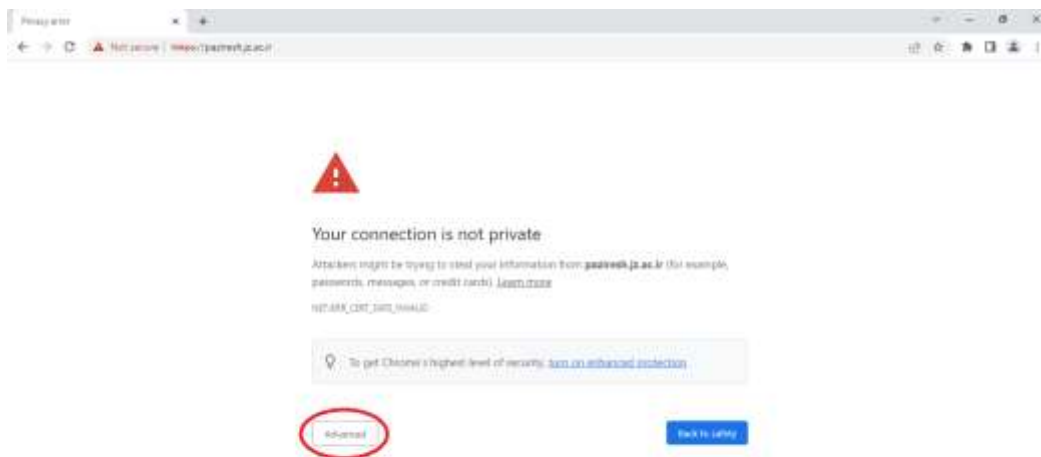 Privacy error
Not secure | https://paziresh.jz.ac.ir
Your connection is not private
Attackers might be trying to steal your information from paziresh.jz.ac.ir (for example,
passwords, messages, or credit cards). Learn more
NET::ERR_CERT_DATE_INVALID
To get Chrome's highest level of security, turn on enhanced protection
Advanced
Back to safety